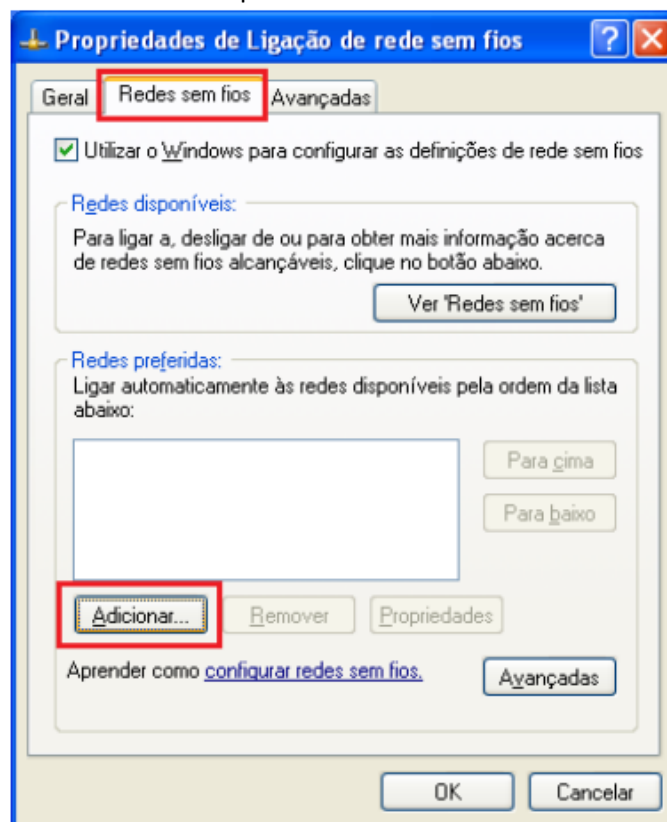 Propriedades de Ligação de rede sem fios
Geral Redes sem fios Avançadas
Utilizar o Windows para configurar as definições de rede sem fios
Redes disponíveis:
Para ligar a, desligar de ou para obter mais informação acerca
de redes sem fios alcançáveis, clique no botão abaixo.
Ver 'Redes sem fios'
Redes preferidas:
Ligar automaticamente às redes disponíveis pela ordem da lista
abaixo:
Para cima
Para baixo
Adicionar... Remover Propriedades
Aprender como configurar redes sem fios.
Avançadas
OK Cancelar